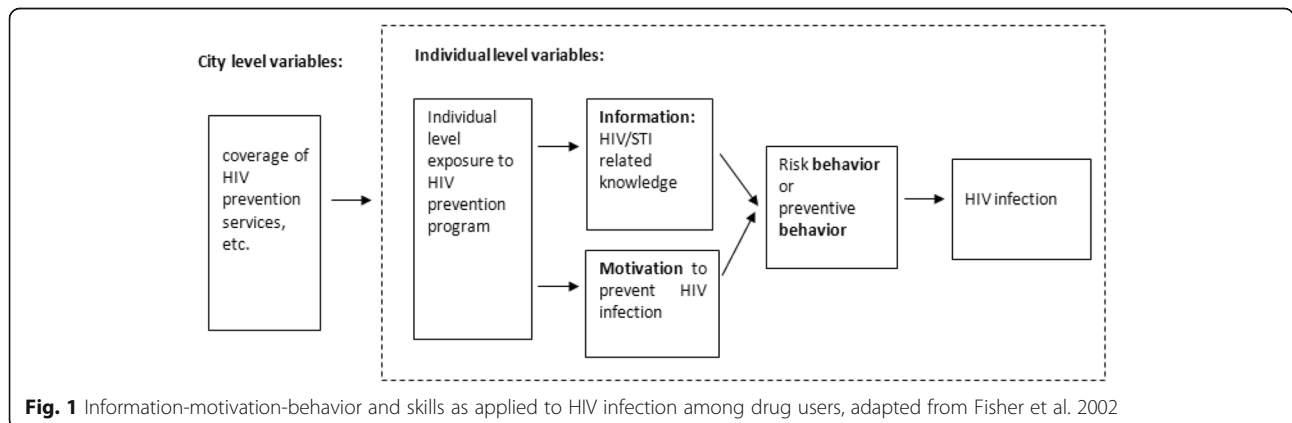 City level variables:
Individual level variables:
coverage of
HIV
prevention
services,
etc.
Individual
level
exposure to
HIV
prevention
program
Information:
HIV/STI
related
knowledge
Motivation to
prevent HIV
infection
Risk behavior
or
preventive
behavior
HIV infection
Fig. 1 Information-motivation-behavior and skills as applied to HIV infection among drug users, adapted from Fisher et al. 2002